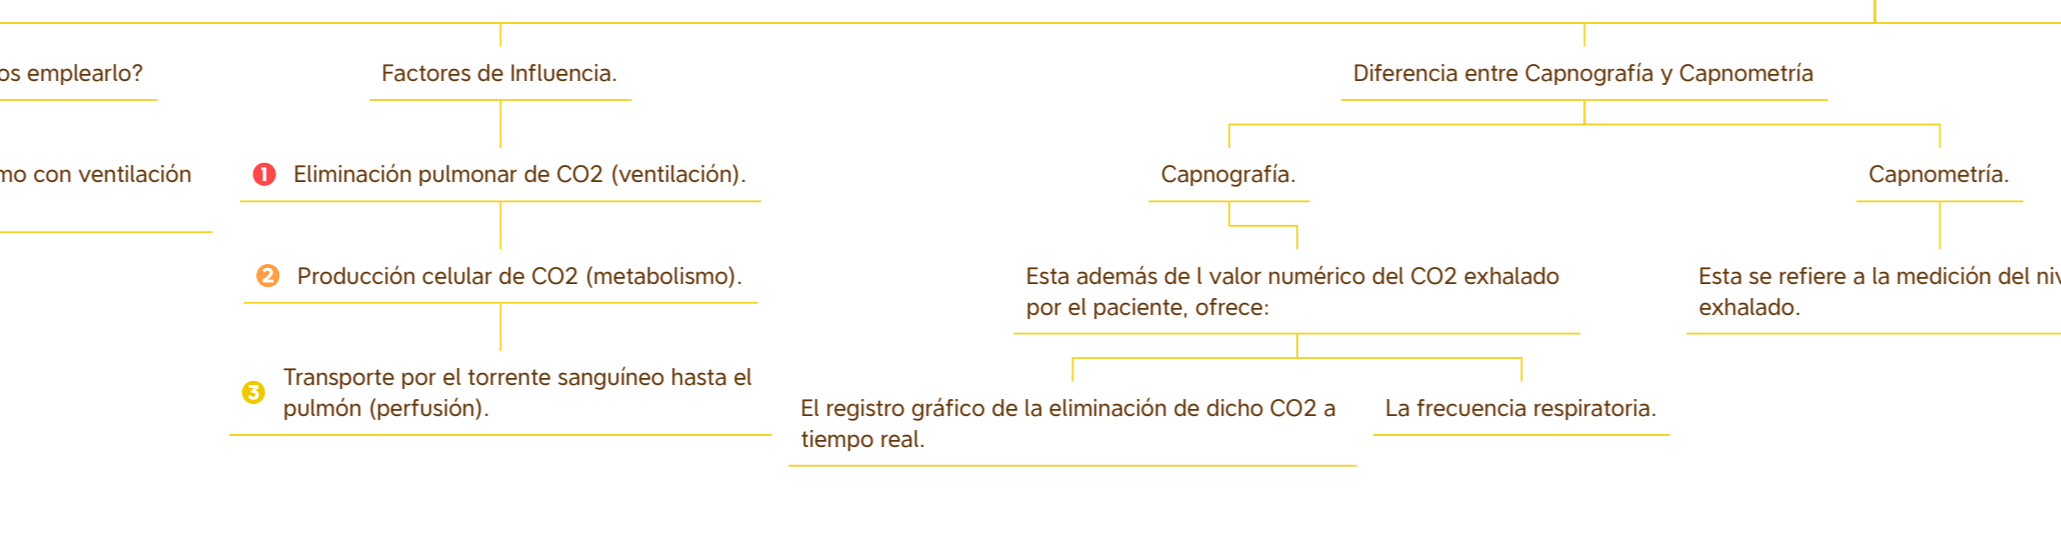 os emplearlo?
mo con ventilación
Factores de Influencia.
1 Eliminación pulmonar de CO2 (ventilación).
2 Producción celular de CO2 (metabolismo).
3 Transporte por el torrente sanguíneo hasta el
pulmón (perfusión).
Diferencia entre Capnografía y Capnometría
Capnografía.
Esta además de l valor numérico del CO2 exhalado
por el paciente, ofrece:
El registro gráfico de la eliminación de dicho CO2 a
tiempo real.
La frecuencia respiratoria.
Capnometría.
Esta se refiere a la medición del niv
exhalado.